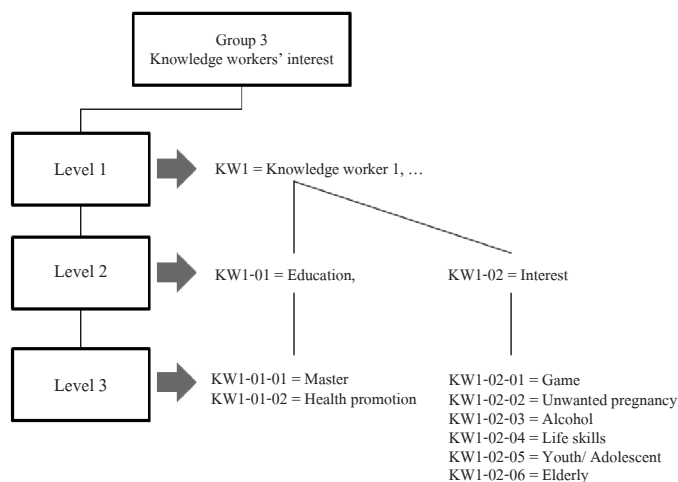 Group 3
Knowledge workers' interest
Level 1
KW1 = Knowledge worker 1, …
Level 2
KW1-01 = Education,
KW1-02 = Interest
Level 3
KW1-01-01 = Master
KW1-01-02 = Health promotion
KW1-02-01 = Game
KW1-02-02 = Unwanted pregnancy
KW1-02-03 = Alcohol
KW1-02-04 = Life skills
KW1-02-05 = Youth/ Adolescent
KW1-02-06 = Elderly